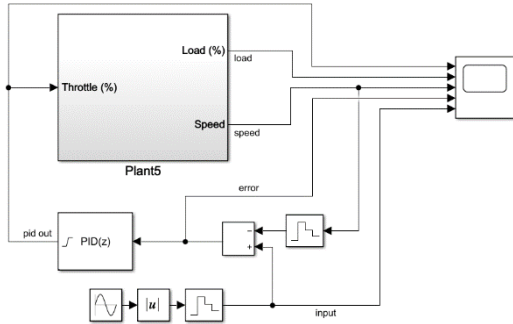 Load (%)
load
Throttle (%)
Speed
speed
Plant5
error
pid out
PID(z)
−
+
|u|
input